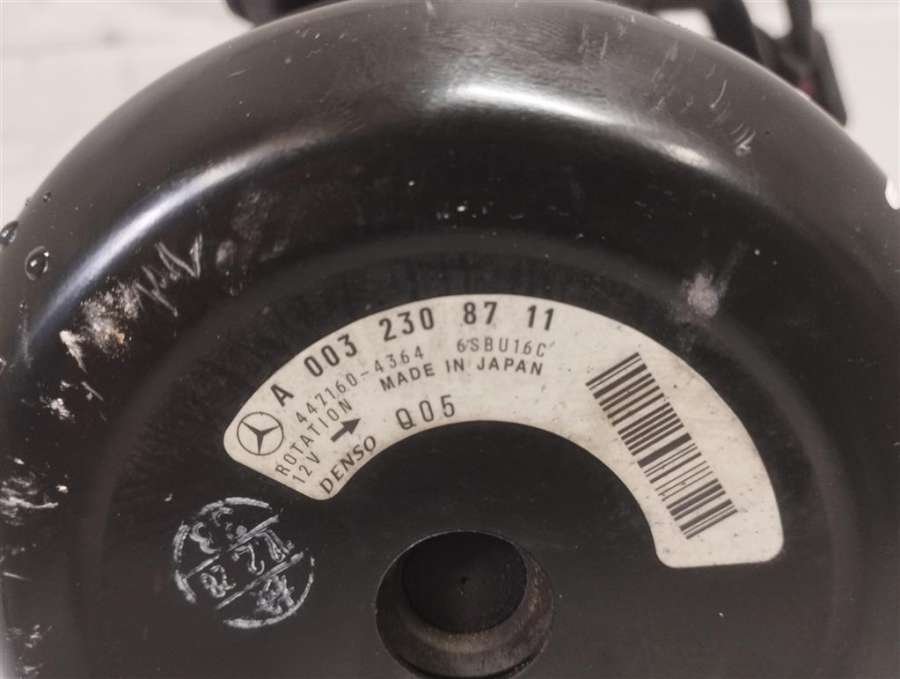 A 003 230 87 11
447160-4364 6SBU16C
ROTATION
MADE IN JAPAN
12V
DENSO
Q05